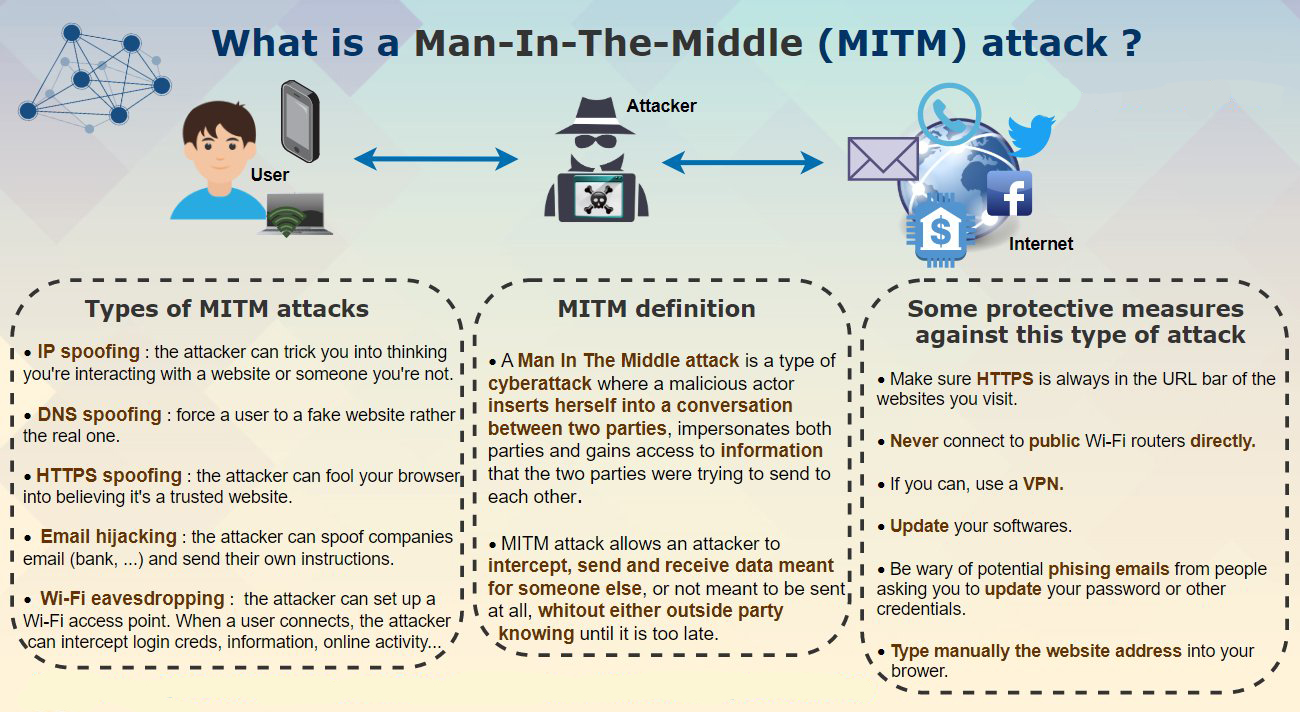 What is a Man-In-The-Middle (MITM) attack ?
Attacker
User
Internet
Types of MITM attacks
• IP spoofing : the attacker can trick you into thinking
you're interacting with a website or someone you're not.
• DNS spoofing : force a user to a fake website rather
the real one.
• HTTPS spoofing : the attacker can fool your browser
into believing it's a trusted website.
• Email hijacking : the attacker can spoof companies
email (bank, ...) and send their own instructions.
• Wi-Fi eavesdropping : the attacker can set up a
Wi-Fi access point. When a user connects, the attacker
can intercept login creds, information, online activity...
MITM definition
• A Man In The Middle attack is a type of
cyberattack where a malicious actor
inserts herself into a conversation
between two parties, impersonates both
parties and gains access to information
that the two parties were trying to send to
each other.
• MITM attack allows an attacker to
intercept, send and receive data meant
for someone else, or not meant to be sent
at all, whitout either outside party
knowing until it is too late.
Some protective measures
against this type of attack
• Make sure HTTPS is always in the URL bar of the
websites you visit.
• Never connect to public Wi-Fi routers directly.
• If you can, use a VPN.
• Update your softwares.
• Be wary of potential phising emails from people
asking you to update your password or other
credentials.
• Type manually the website address into your
brower.